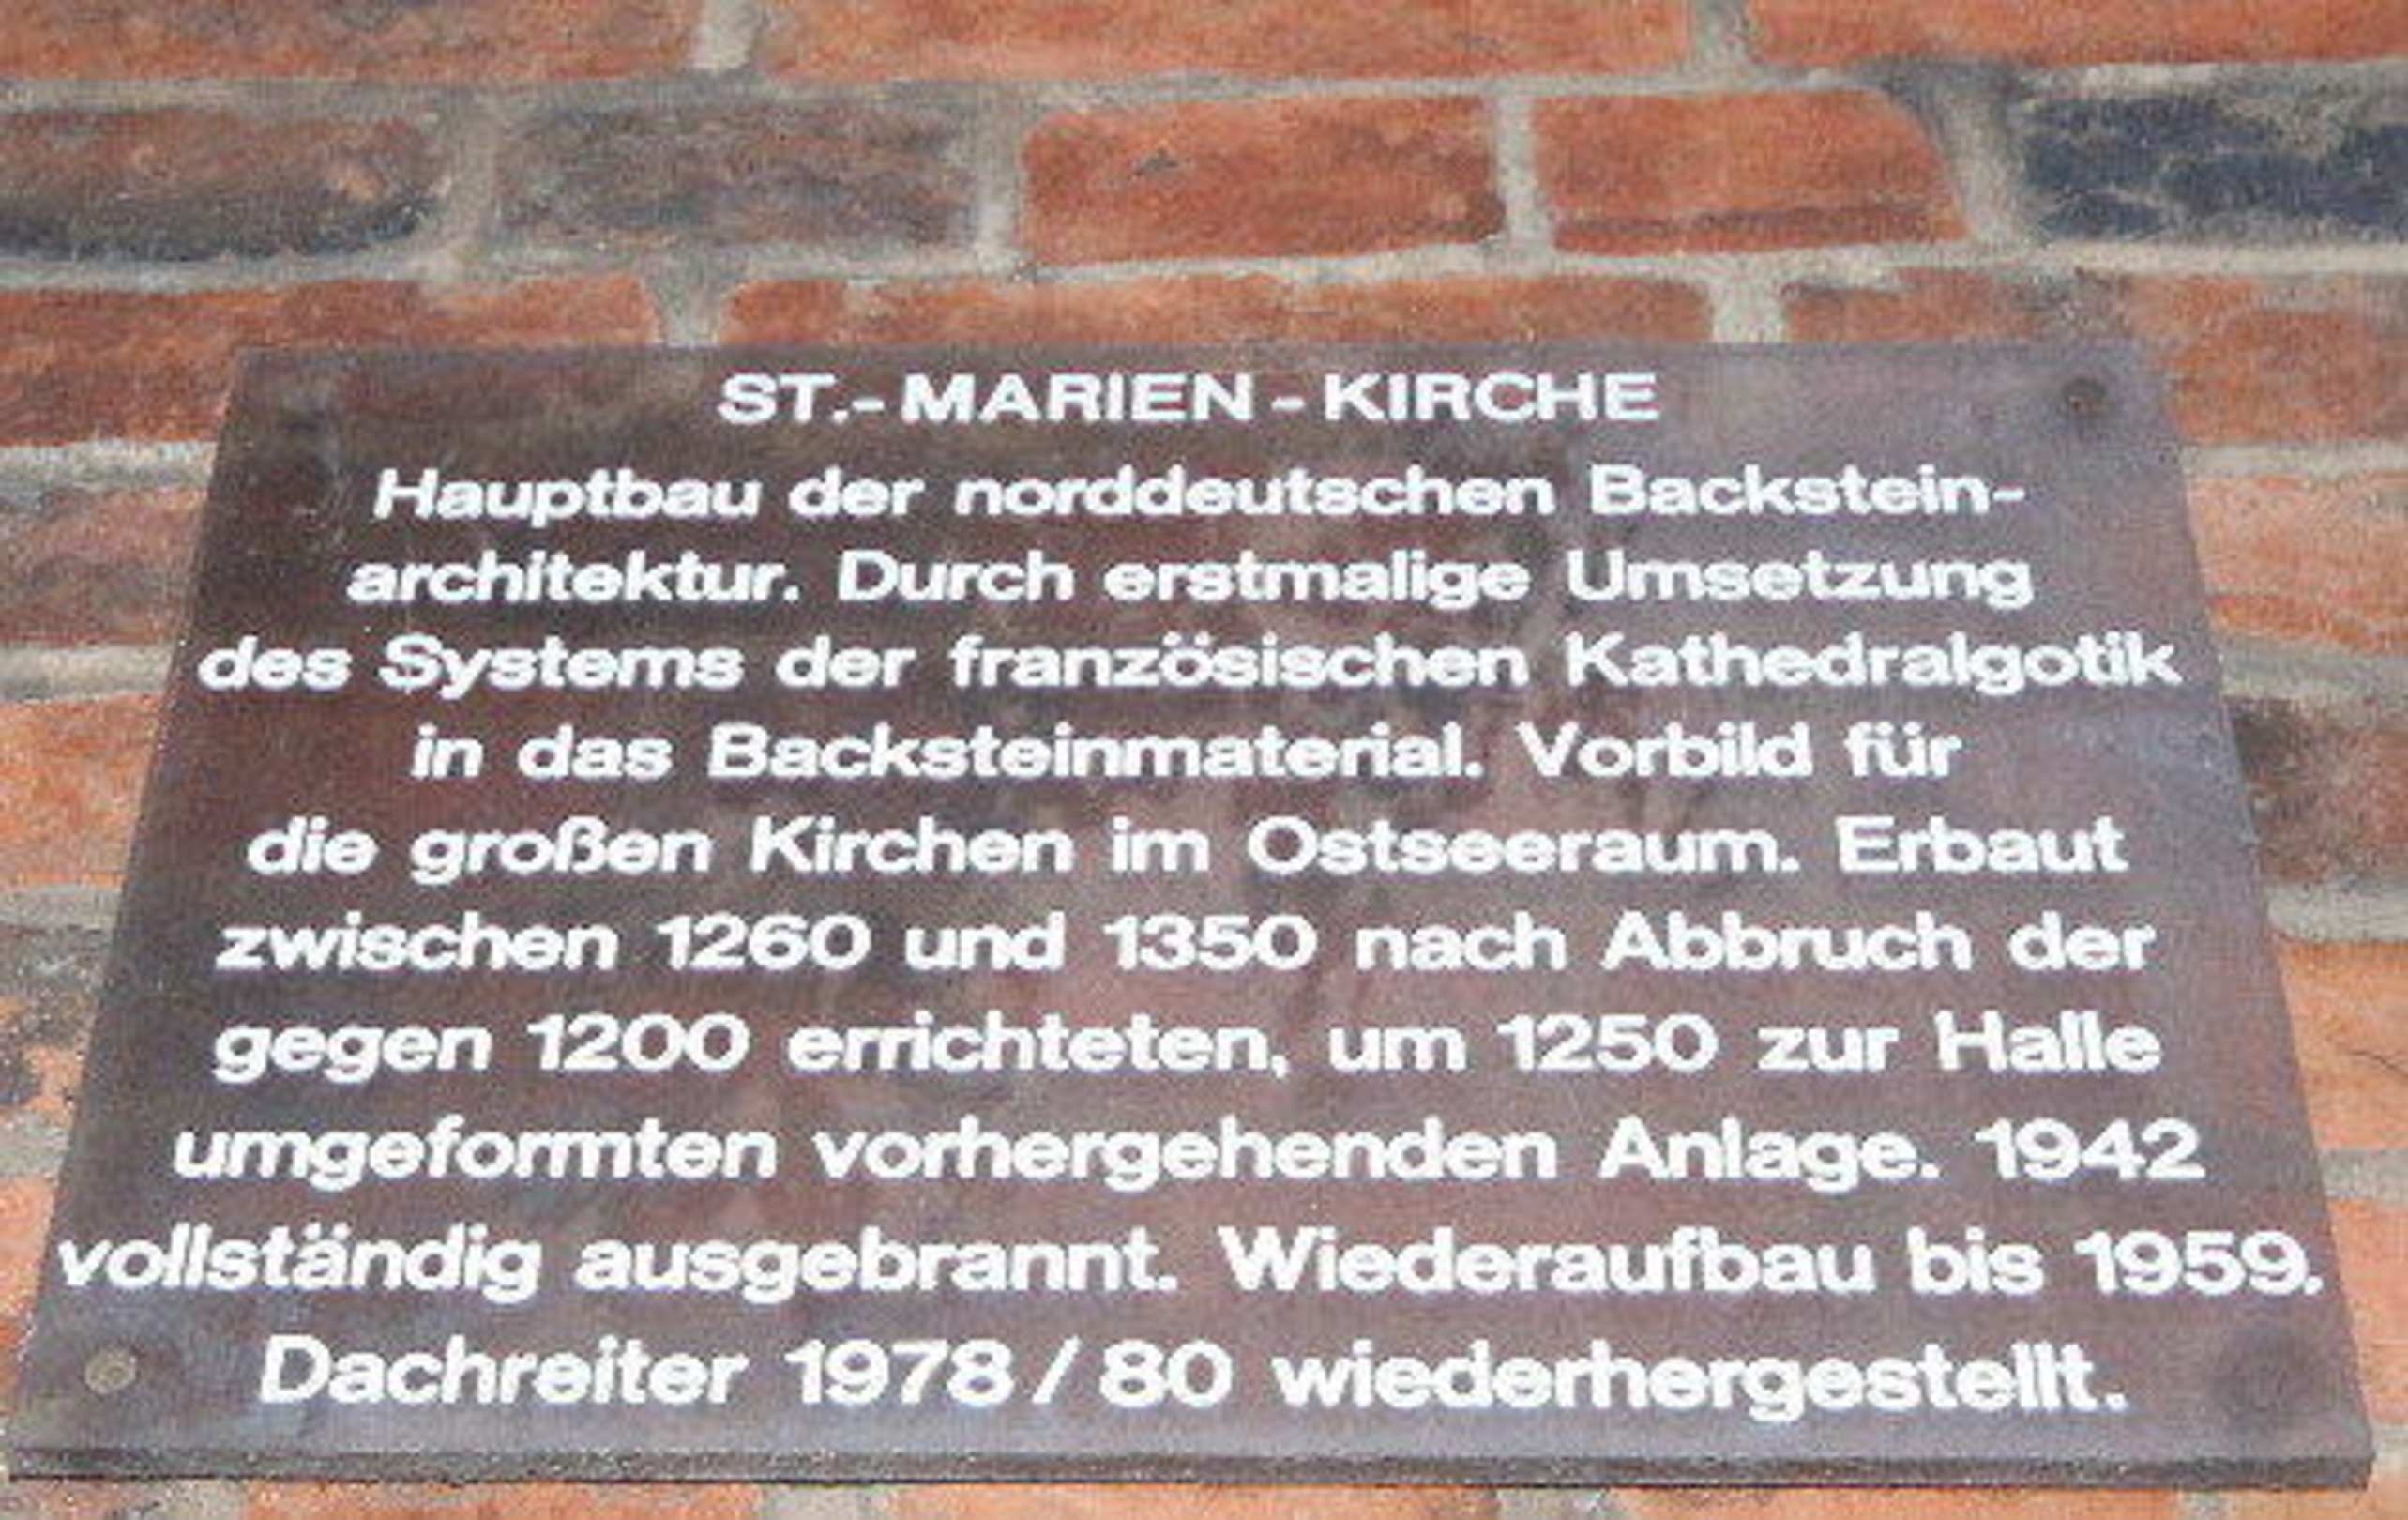 ST.-MARIEN-KIRCHE
Hauptbau der norddeutschen Backstein-
architektur. Durch erstmalige Umsetzung
des Systems der französischen Kathedralgotik
in das Backsteinmaterial. Vorbild für
die großen Kirchen im Ostseeraum. Erbaut
zwischen 1260 und 1350 nach Abbruch der
gegen 1200 errichteten, um 1250 zur Halle
umgeformten vorhergehenden Anlage. 1942
vollständig ausgebrannt. Wiederaufbau bis 1959.
Dachreiter 1978/80 wiederhergestellt.